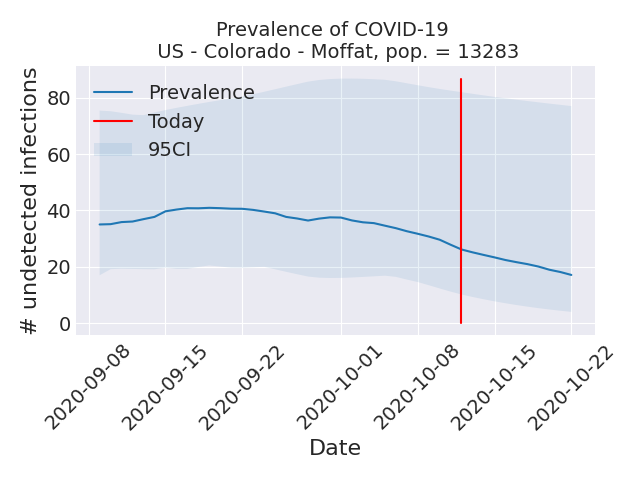 Prevalence of COVID-19
US - Colorado - Moffat, pop. = 13283
# undetected infections
80
60
40
20
0
Prevalence
Today
95CI
2020-09-08
2020-09-15
2020-09-22
2020-10-01
2020-10-08
2020-10-15
2020-10-22
Date